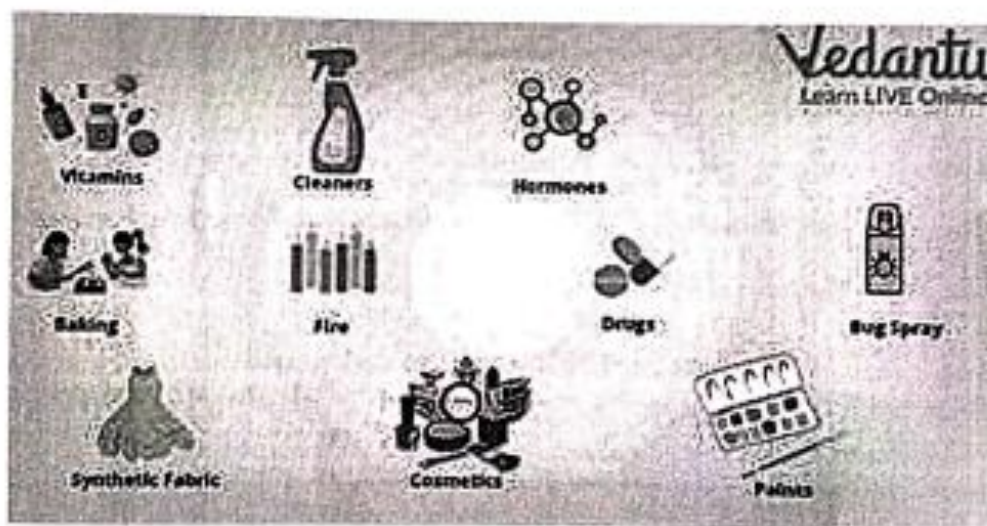 Vedantu
Learn LIVE Online
Vitamins
Cleaners
Hormones
Baking
Fire
Drugs
Bug Spray
Synthetic Fabric
Cosmetics
Paints